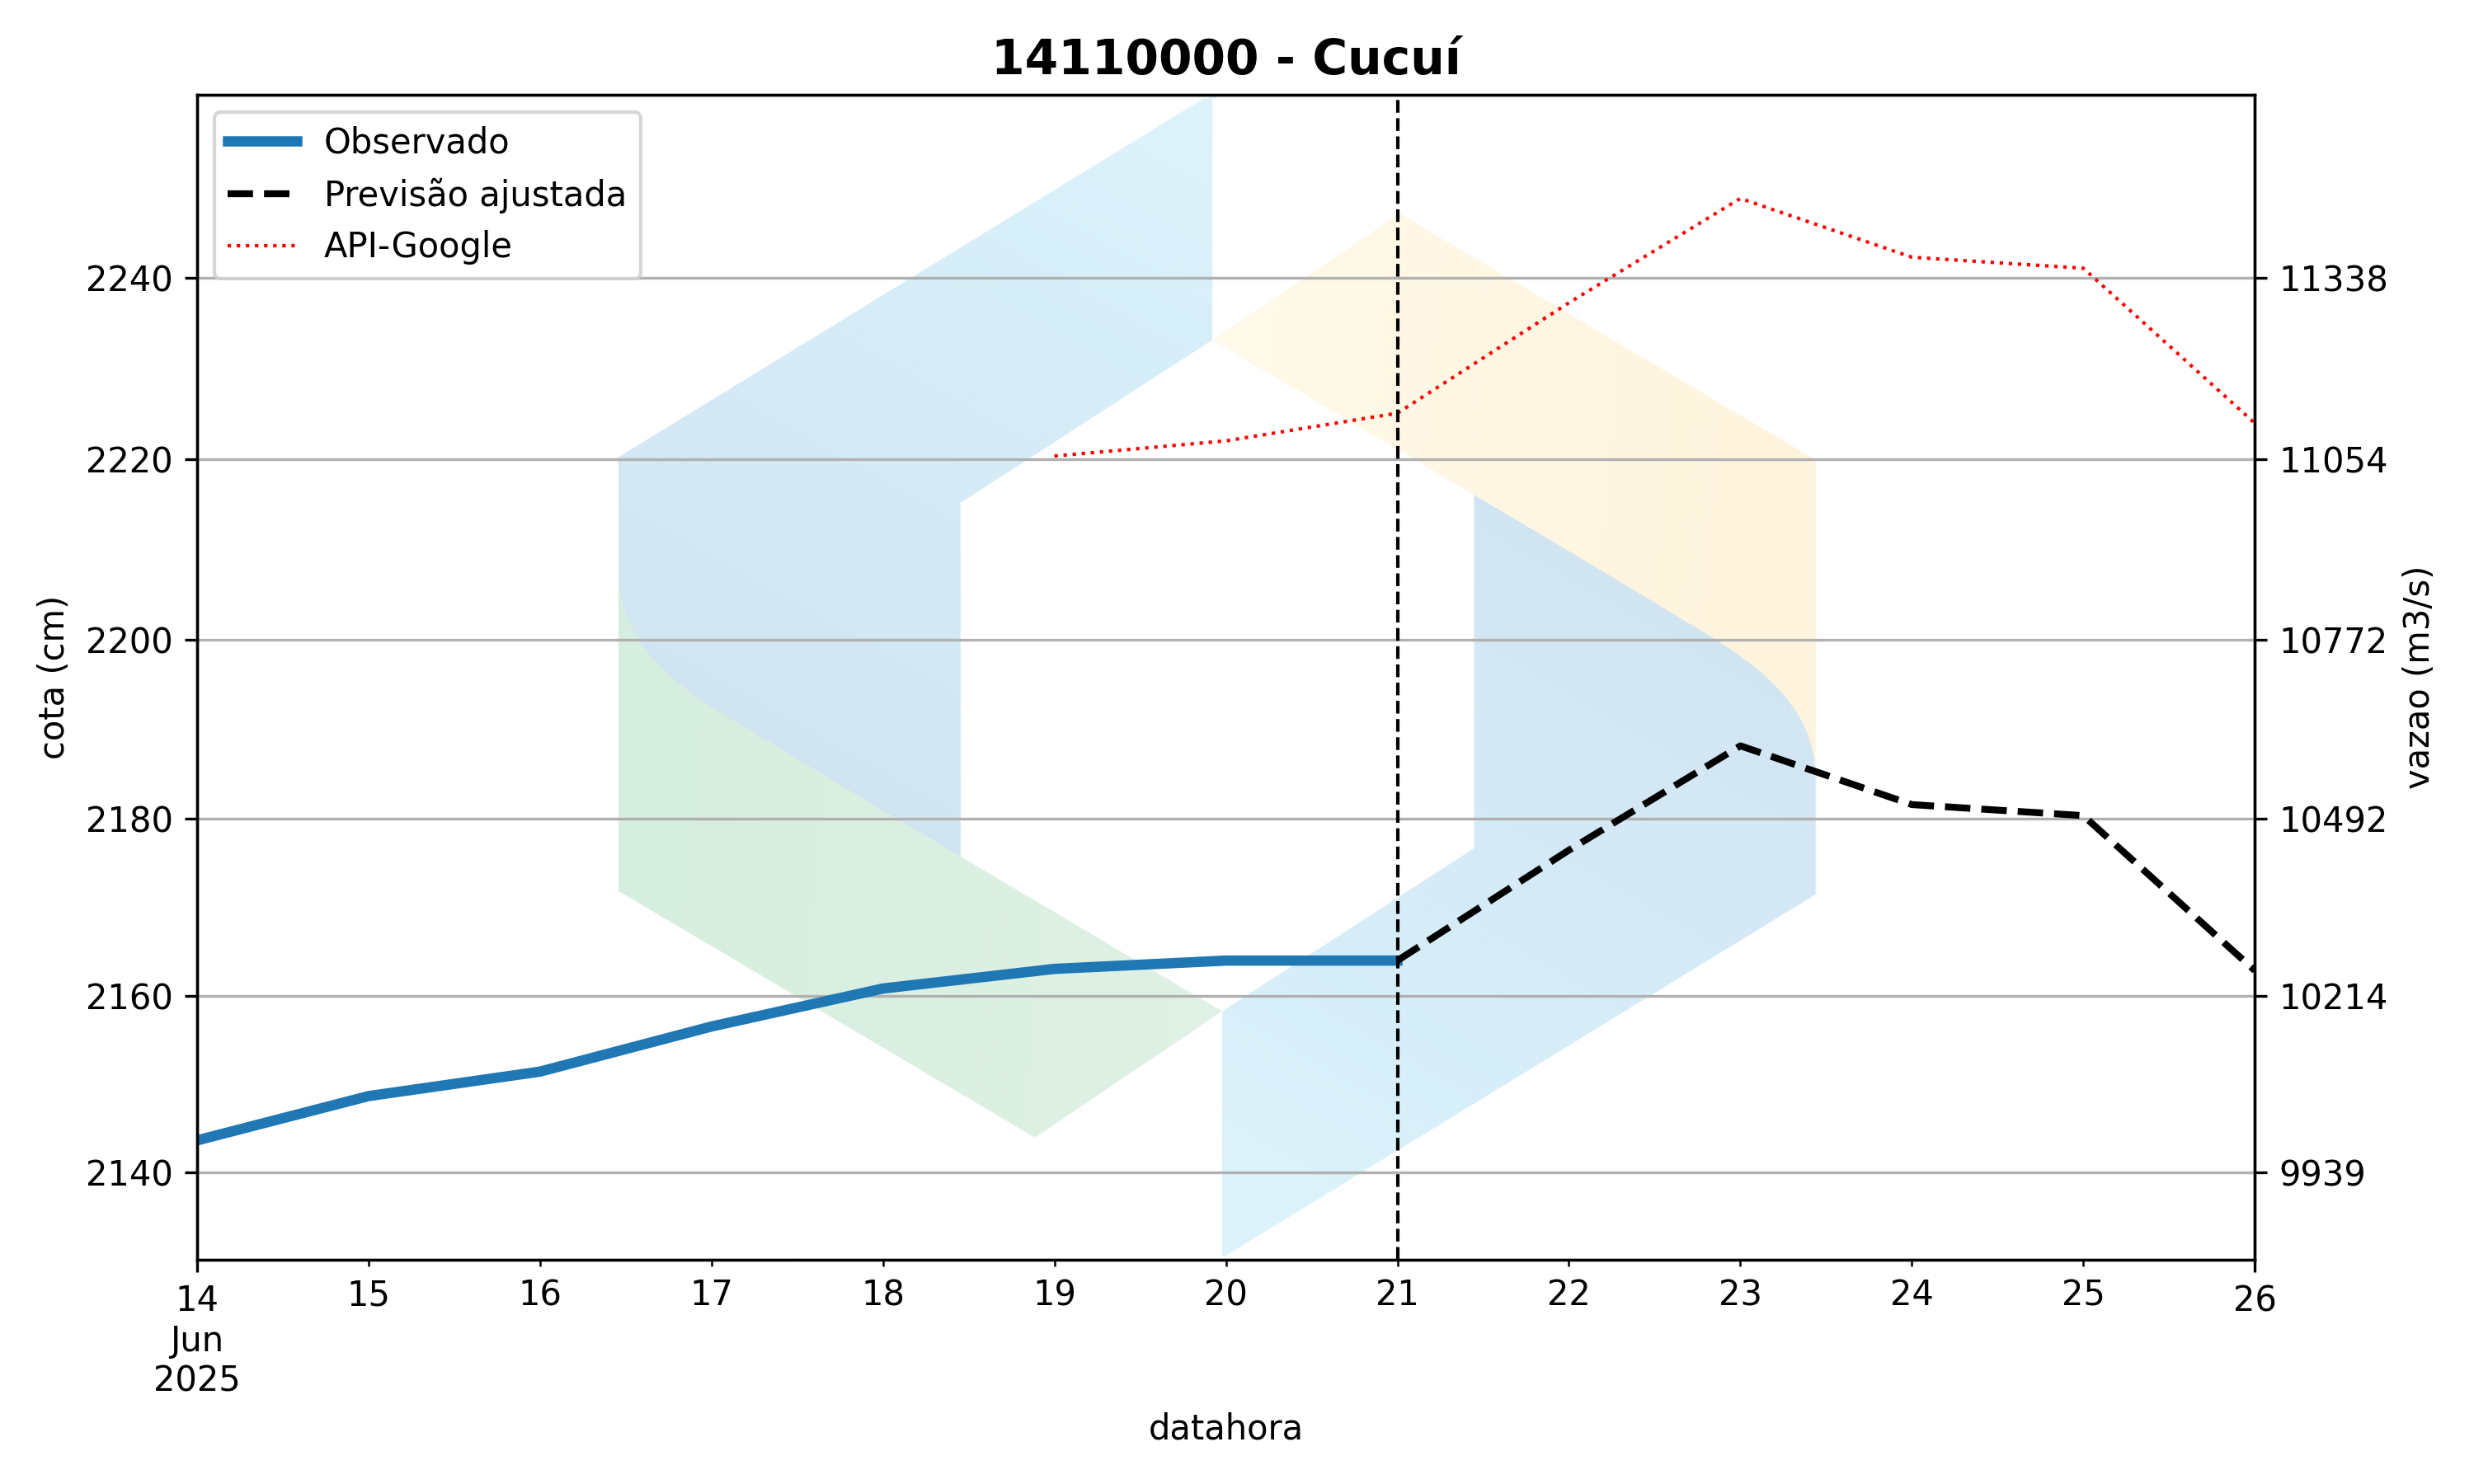 14110000 - Cucuí
Observado
Previsão ajustada
API-Google
cota (cm)
2240
2220
2200
2180
2160
2140
11338
11054
10772
10492
10214
9939
vazao (m3/s)
14 15 16 17 18 19 20 21 22 23 24 25 26
Jun
2025
datahora